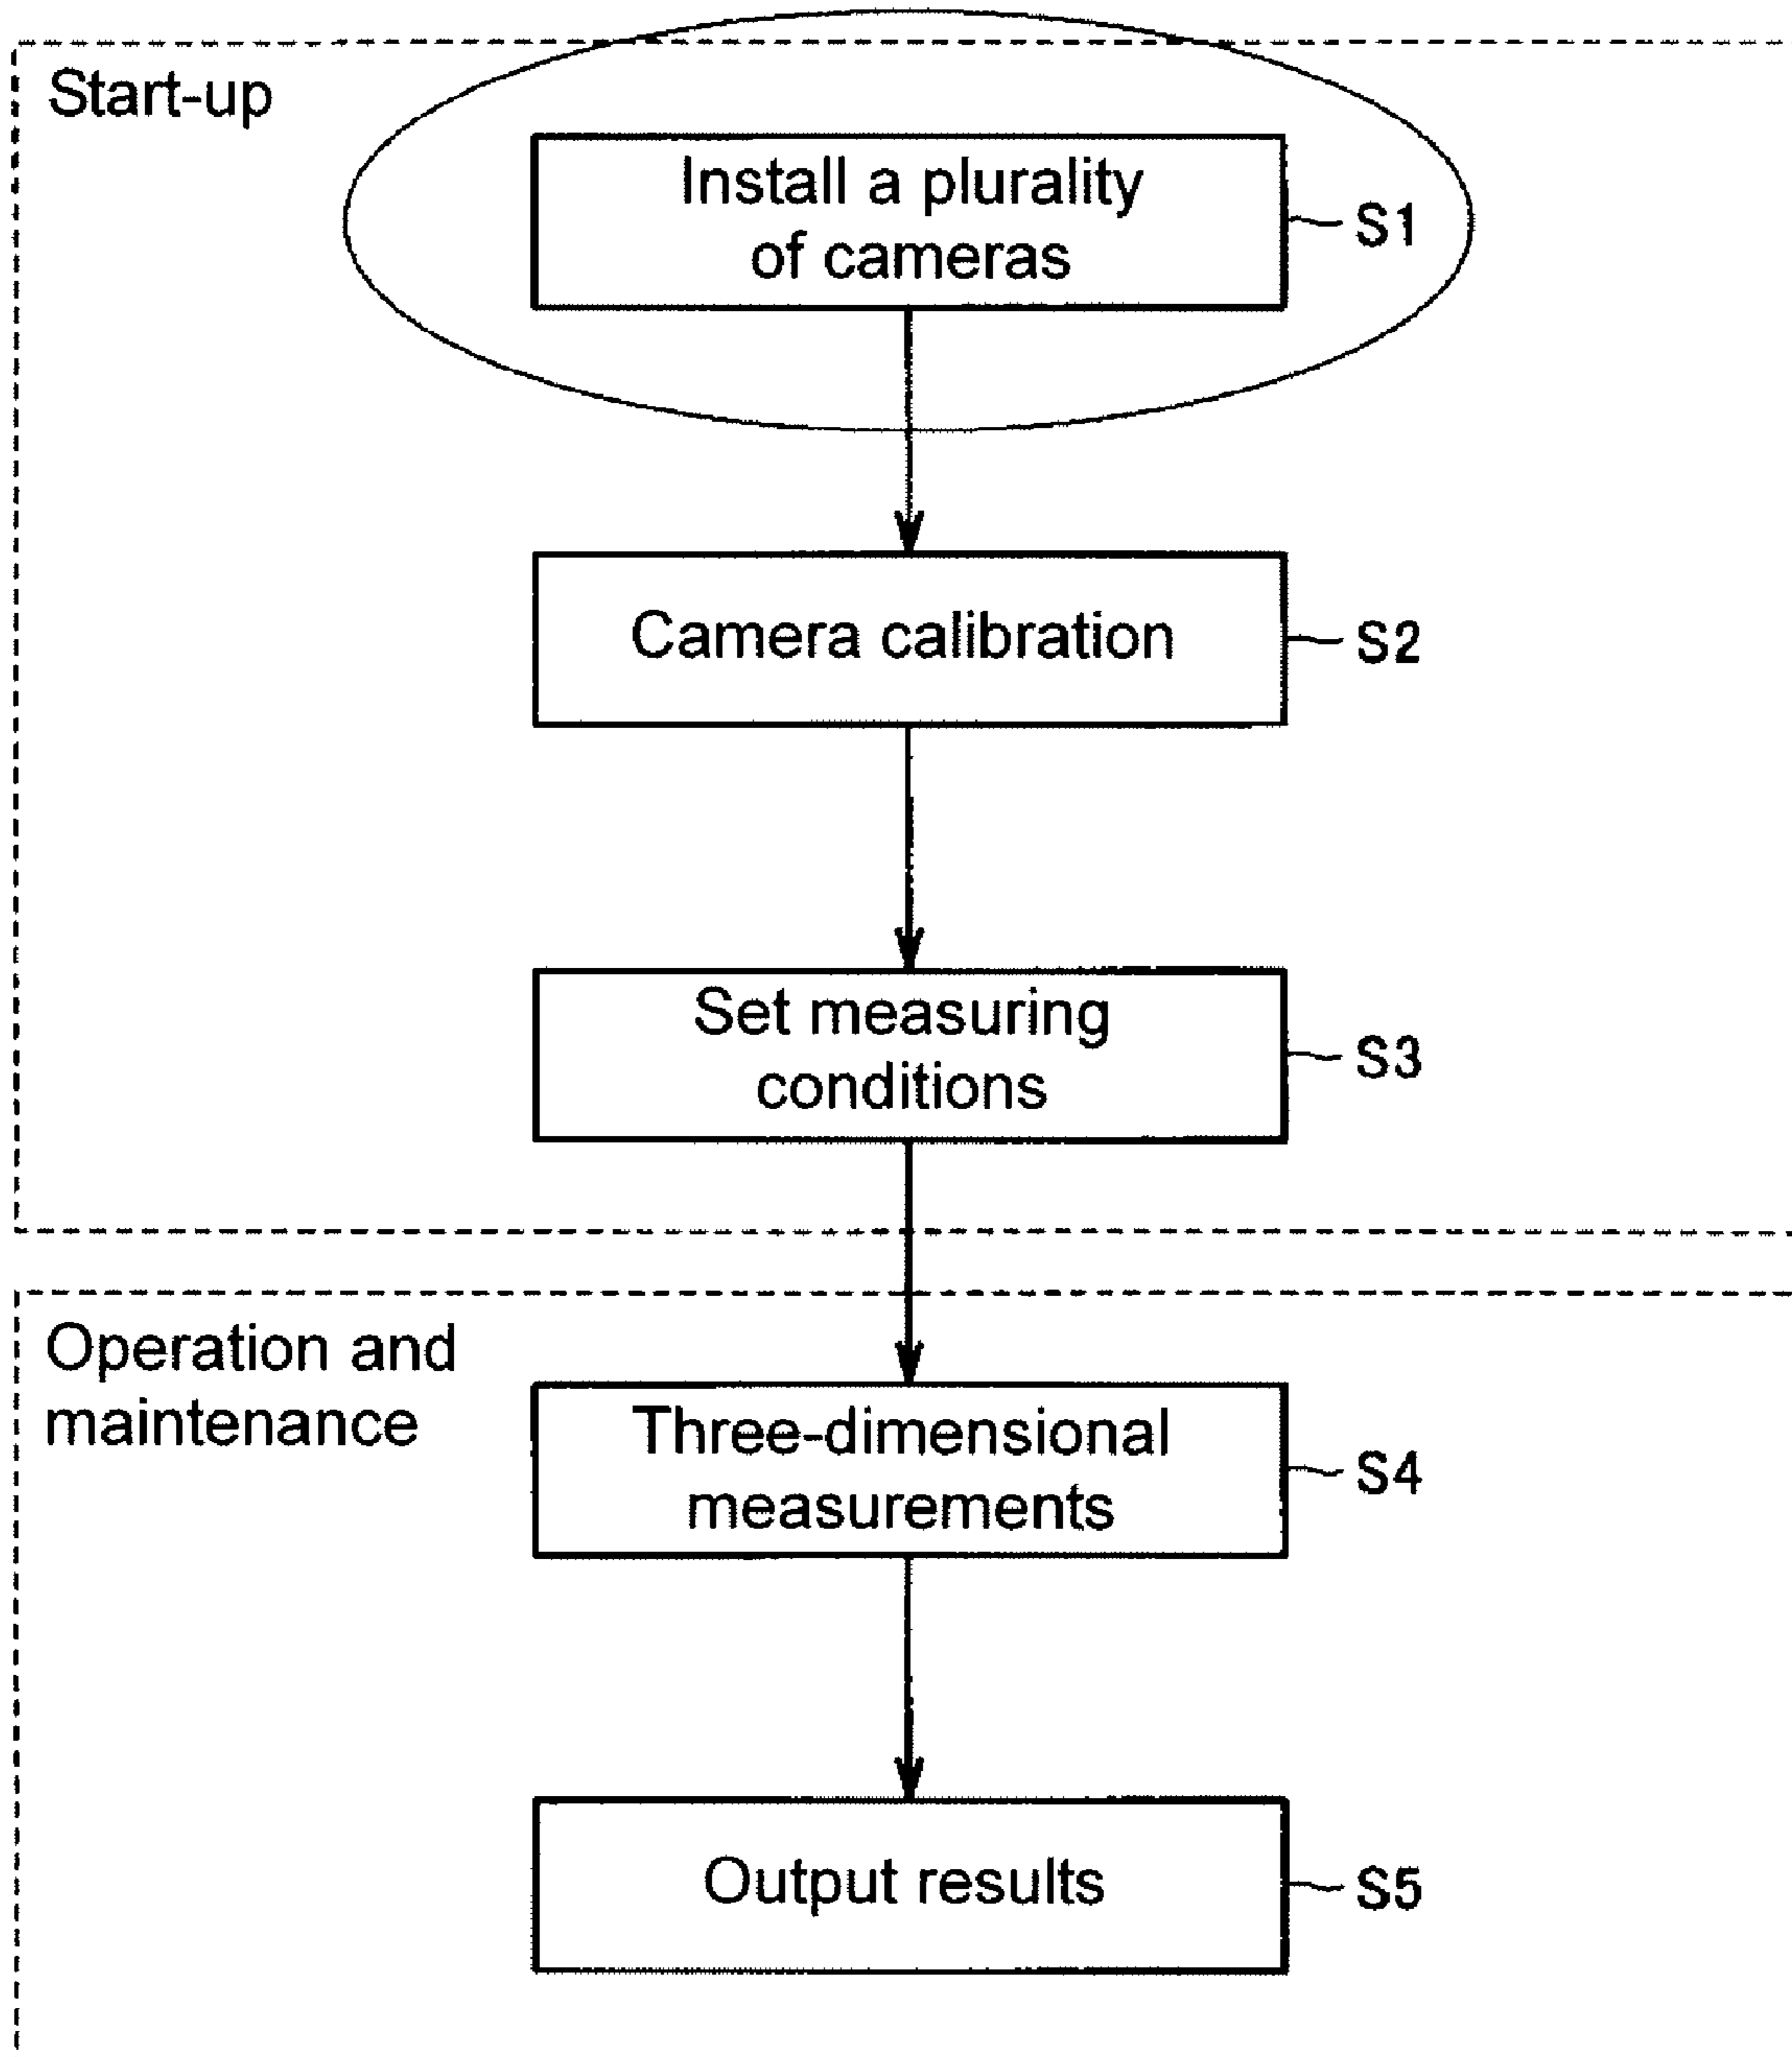 Start-up
Install a plurality
of cameras
S1
Camera calibration
S2
Set measuring
conditions
S3
Operation and
maintenance
Three-dimensional
measurements
S4
Output results
S5